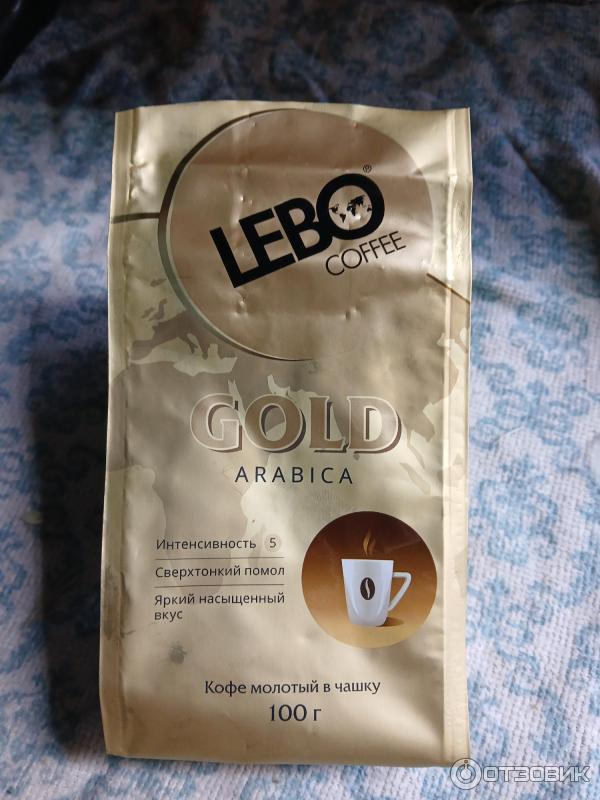 LEBO®
COFFEE
GOLD
ARABICA
Интенсивность 5
Сверхтонкий помол
Яркий насыщенный
вкус
Кофе молотый в чашку
100 г
ОТЗОВИК